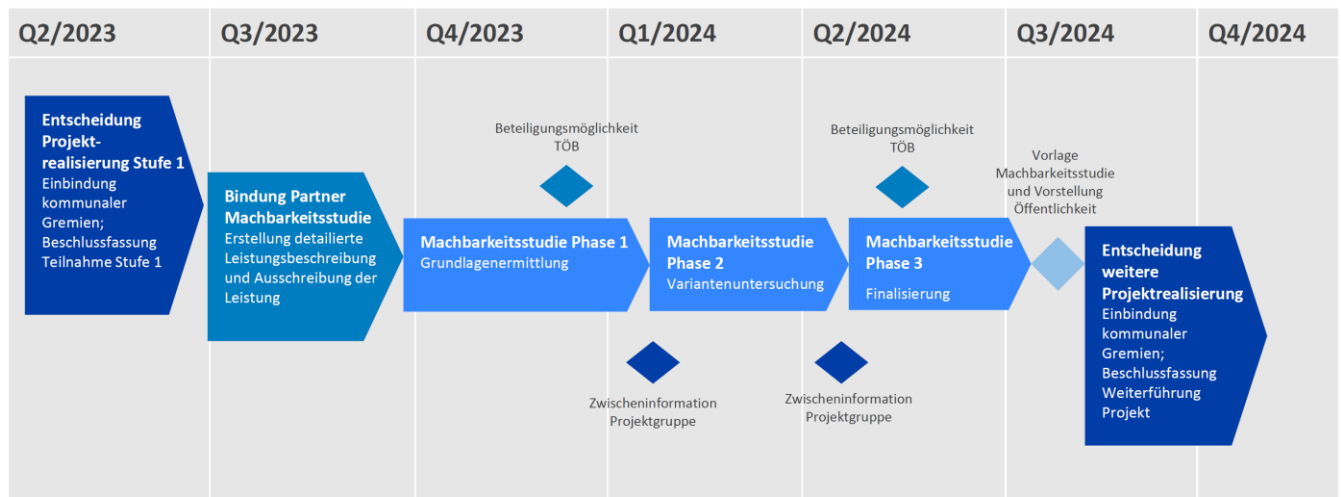 Q2/2023
Q3/2023
Q4/2023
Q1/2024
Q2/2024
Q3/2024
Q4/2024
Entscheidung
Projekt-
realisierung Stufe 1
Einbindung
kommunaler
Gremien;
Beschlussfassung
Teilnahme Stufe 1
Bindung Partner
Machbarkeitsstudie
Erstellung detailierte
Leistungsbeschreibung
und Ausschreibung der
Leistung
Beteiligungsmöglichkeit
TÖB
Machbarkeitsstudie Phase 1
Grundlagenermittlung
Zwischeninformation
Projektgruppe
Machbarkeitsstudie
Phase 2
Variantenuntersuchung
Zwischeninformation
Projektgruppe
Beteiligungsmöglichkeit
TÖB
Machbarkeitsstudie
Phase 3
Finalisierung
Vorlage
Machbarkeitsstudie
und Vorstellung
Öffentlichkeit
Entscheidung
weitere
Projektrealisierung
Einbindung
kommunaler
Gremien;
Beschlussfassung
Weiterführung
Projekt